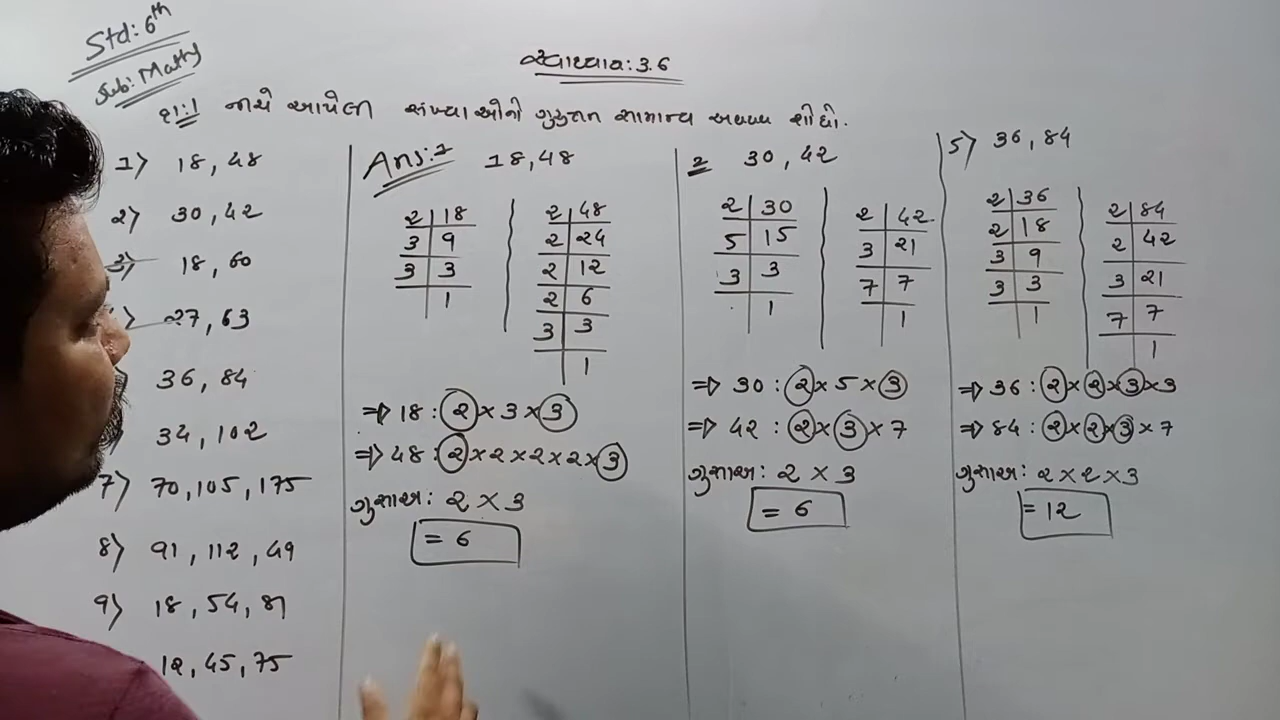 Std: 6th
Sub: Maths
સ્વાધ્યાય: 3.6
પ્રા:1 નીચે આપેલી સંખ્યાઓનો ગુરુત્તમ સામાન્ય અવયવ શોધો.
1) 18, 48
2) 30, 42
3) 18, 60
27, 63
36, 84
34, 102
7) 70, 105, 175
8) 91, 112, 49
9) 18, 54, 81
12, 45, 75
Ans:1 18, 48
2 18
3 9
3 3
1
2 48
2 24
2 12
2 6
3 3
1
⇒ 18 : 2 × 3 × 3
⇒ 48 : 2 × 2 × 2 × 2 × 3
ગુસાઅ: 2 × 3
= 6
2 30, 42
2 30
5 15
3 3
1
2 42
3 21
7 7
1
⇒ 30 : 2 × 5 × 3
⇒ 42 : 2 × 3 × 7
ગુસાઅ: 2 × 3
= 6
5) 36, 84
2 36
2 18
3 9
3 3
1
2 84
2 42
3 21
7 7
1
⇒ 36 : 2 × 2 × 3 × 3
⇒ 84 : 2 × 2 × 3 × 7
ગુસાઅ: 2 × 2 × 3
= 12